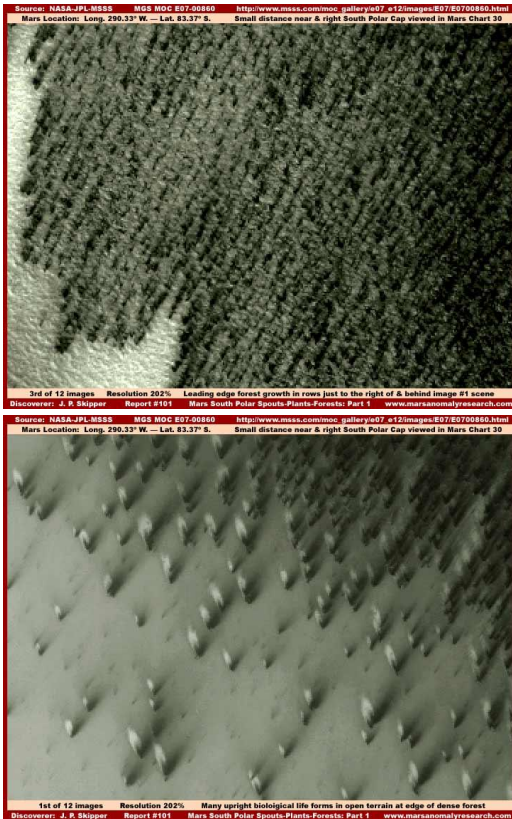 Source: NASA-JPL-MSSS MGS MOC E07-00860 http://www.msss.com/moc_gallery/e07_e12/images/E07/E0700860.html
Mars Location: Long. 290.33° W. — Lat. 83.37° S. Small distance near & right South Polar Cap viewed in Mars Chart 30
3rd of 12 images Resolution 202% Leading edge forest growth in rows just to the right of & behind image #1 scene
Discoverer: J. P. Skipper Report #101 Mars South Polar Spouts-Plants-Forests: Part 1 www.marsanomalyresearch.com
Source: NASA-JPL-MSSS MGS MOC E07-00860 http://www.msss.com/moc_gallery/e07_e12/images/E07/E0700860.html
Mars Location: Long. 290.33° W. — Lat. 83.37° S. Small distance near & right South Polar Cap viewed in Mars Chart 30
1st of 12 images Resolution 202% Many upright bioloigical life forms in open terrain at edge of dense forest
Discoverer: J. P. Skipper Report #101 Mars South Polar Spouts-Plants-Forests: Part 1 www.marsanomalyresearch.com